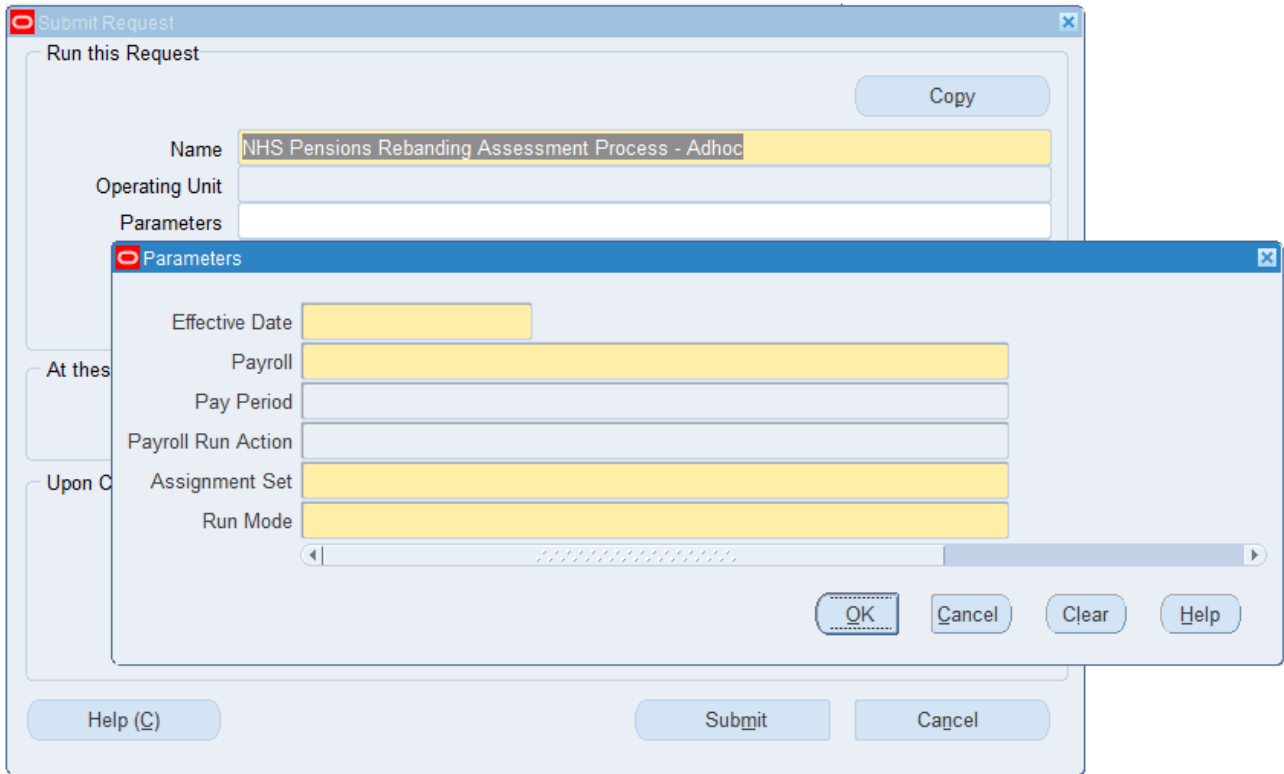 Submit Request
Run this Request
Copy
Name NHS Pensions Rebanding Assessment Process - Adhoc
Operating Unit
Parameters
Parameters
Effective Date
Payroll
At thes
Pay Period
Payroll Run Action
Upon C
Assignment Set
Run Mode
OK Cancel Clear Help
Help (C) Submit Cancel